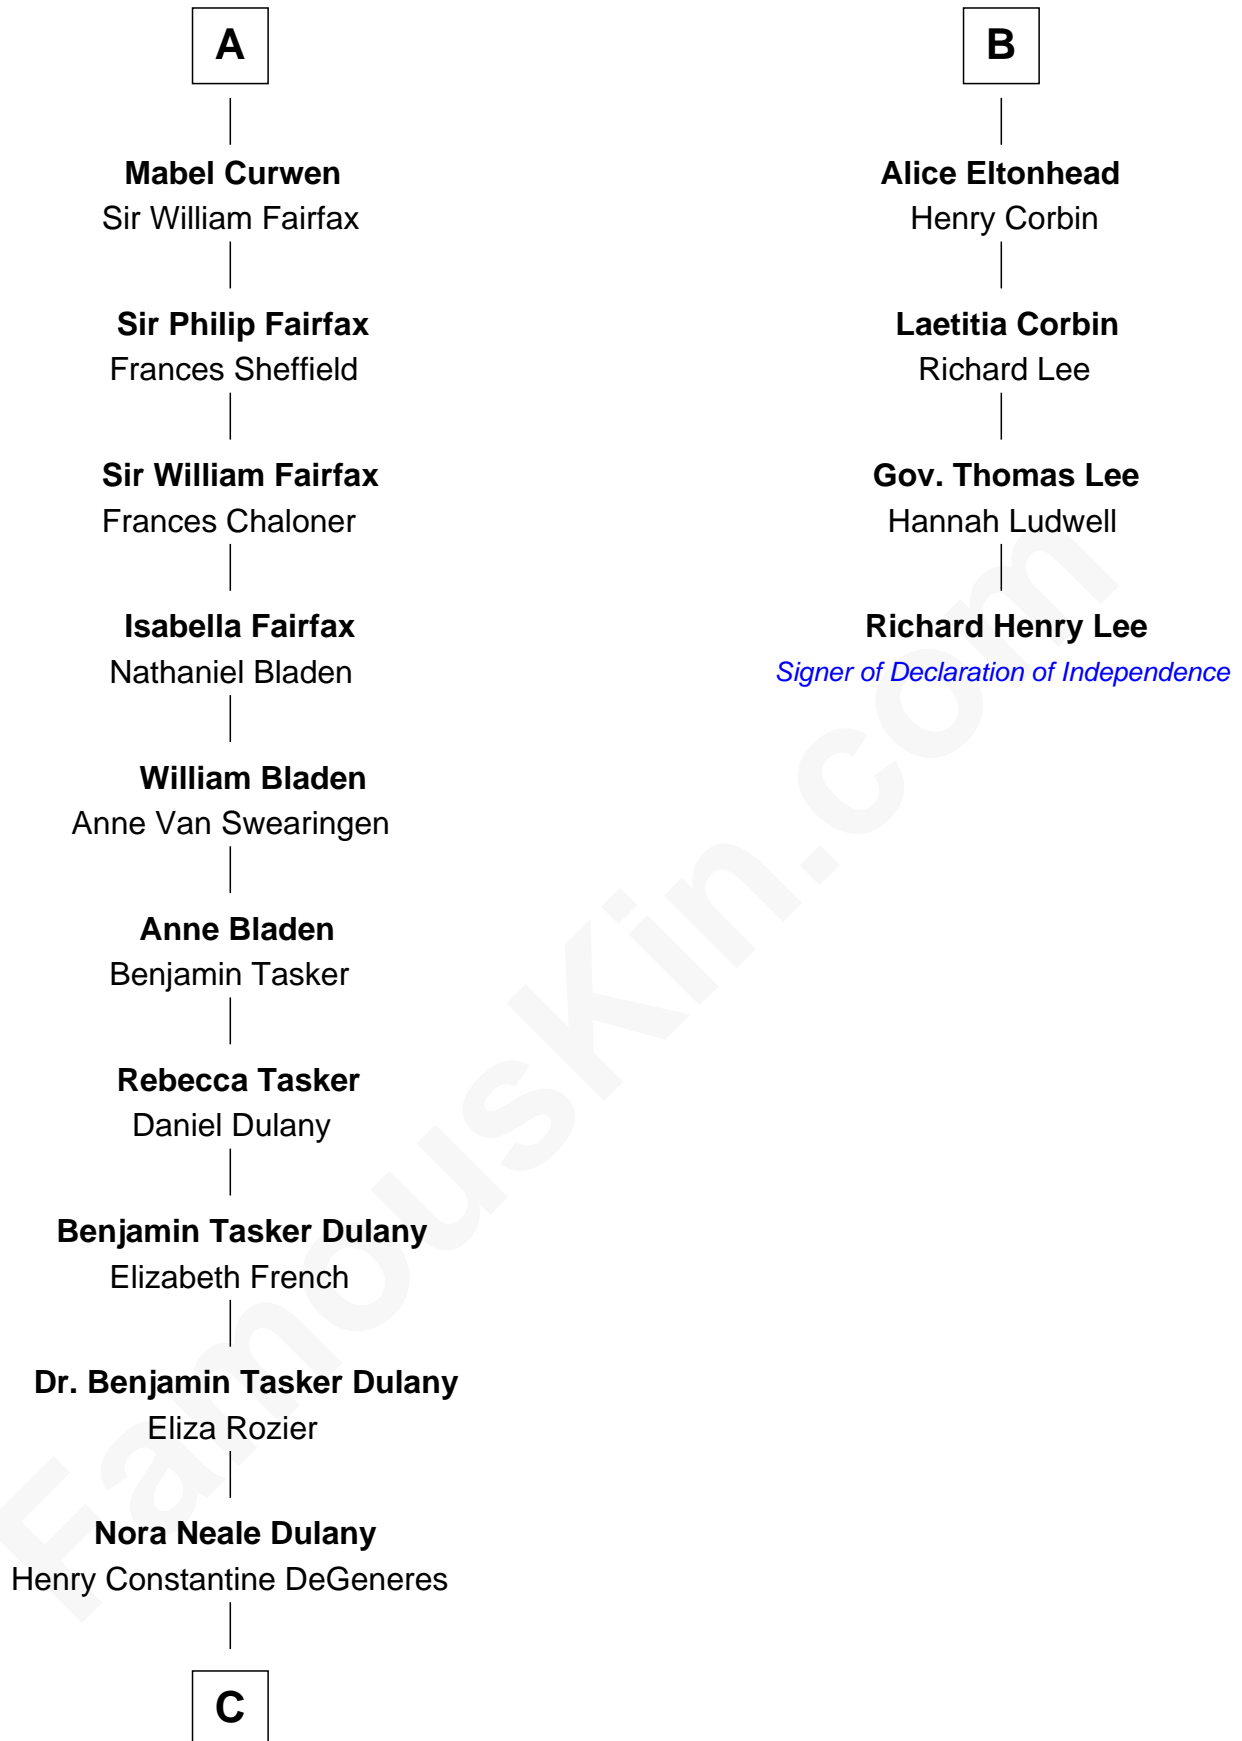 A
Mabel Curwen
Sir William Fairfax
Sir Philip Fairfax
Frances Sheffield
Sir William Fairfax
Frances Chaloner
Isabella Fairfax
Nathaniel Bladen
William Bladen
Anne Van Swearingen
Anne Bladen
Benjamin Tasker
Rebecca Tasker
Daniel Dulany
Benjamin Tasker Dulany
Elizabeth French
Dr. Benjamin Tasker Dulany
Eliza Rozier
Nora Neale Dulany
Henry Constantine DeGeneres
C
B
Alice Eltonhead
Henry Corbin
Laetitia Corbin
Richard Lee
Gov. Thomas Lee
Hannah Ludwell
Richard Henry Lee
Signer of Declaration of Independence
FamousKin.com